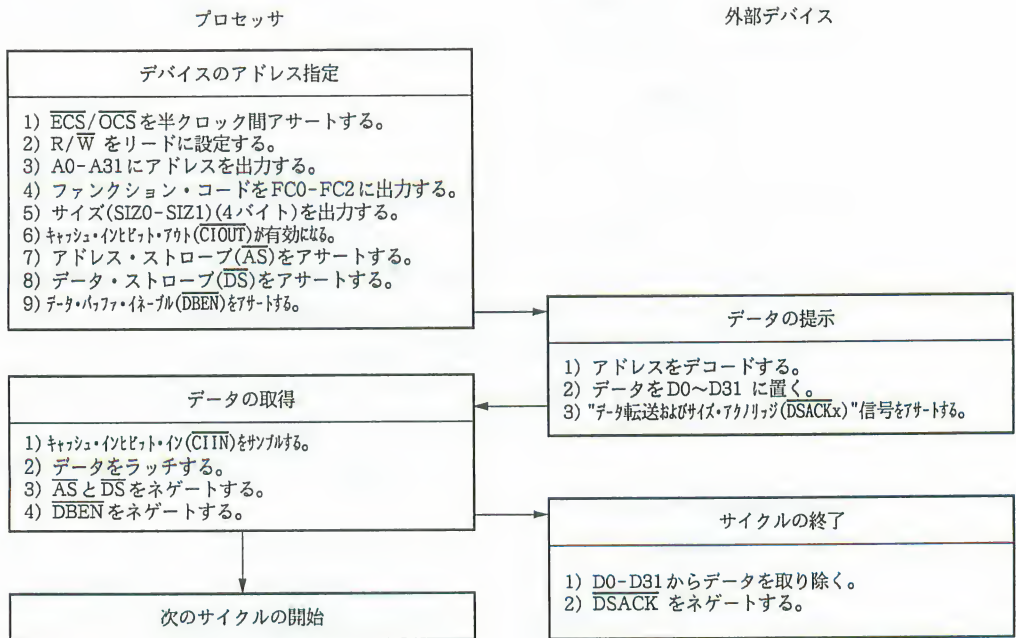 プロセッサ
外部デバイス
デバイスのアドレス指定
1) ECS/OCSを半クロック間アサートする。
2) R/W をリードに設定する。
3) A0-A31にアドレスを出力する。
4) ファンクション・コードをFC0-FC2に出力する。
5) サイズ(SIZ0-SIZ1)(4バイト)を出力する。
6) キャッシュ・インヒビット・アウト(CIOUT)が有効になる。
7) アドレス・ストローブ(AS)をアサートする。
8) データ・ストローブ(DS)をアサートする。
9) データ・バッファ・イネーブル(DBEN)をアサートする。
データの提示
1) アドレスをデコードする。
2) データをD0～D31 に置く。
3) "データ転送およびサイズ・アクノリッジ(DSACKx)"信号をアサートする。
データの取得
1) キャッシュ・インヒビット・イン(CIIN)をサンプルする。
2) データをラッチする。
3) ASとDSをネゲートする。
4) DBENをネゲートする。
サイクルの終了
1) D0-D31からデータを取り除く。
2) DSACK をネゲートする。
次のサイクルの開始